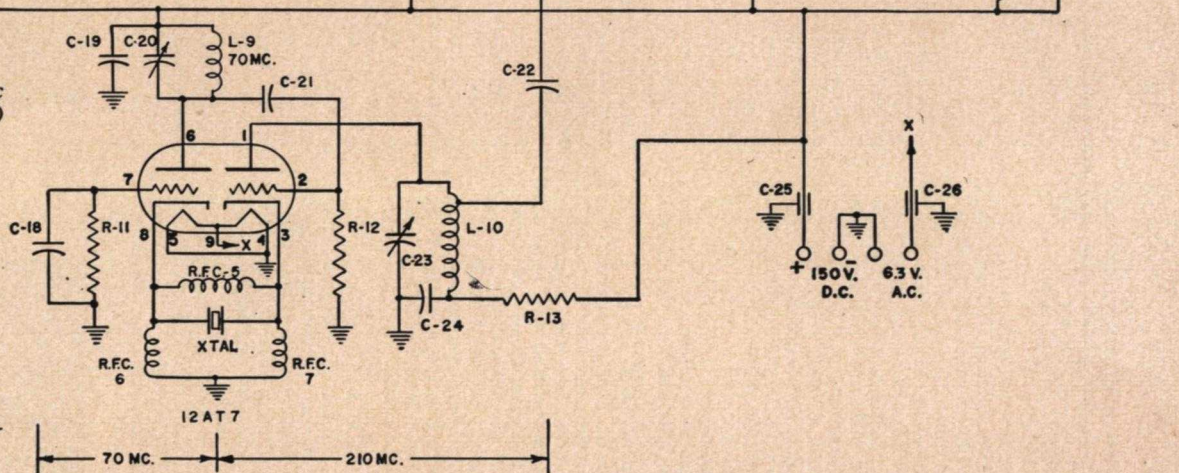 C-19
C-20
L-9
70 MC.
C-21
C-22
6
1
7
2
X
C-25
C-26
C-18
R-11
8
5
9
X
4
3
R-12
C-23
L-10
R.F.C.-5
+
150 V.
-
D.C.
6.3 V.
A.C.
C-24
R-13
XTAL
R.F.C.
6
R.F.C.
7
12AT7
70 MC.
210 MC.